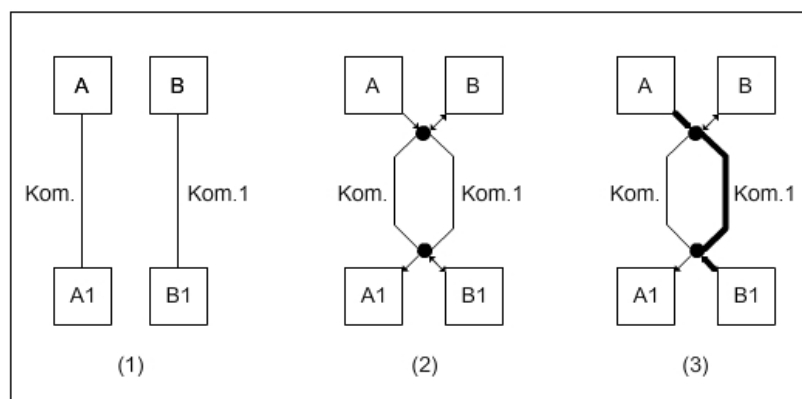 A B A B A B
Kom. Kom.1 Kom. Kom.1 Kom. Kom.1
A1 B1 A1 B1 A1 B1
(1) (2) (3)